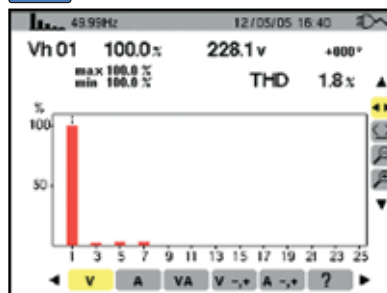 49.99Hz 12/05/05 16:40
Vh 01 100.0% 228.1 v +000°
max 100.0 %
min 100.0 %
THD 1.8%
%
100
50
1 3 5 7 9 11 13 15 17 19 21 23 25
V A VA V -,+ A -,+ ?